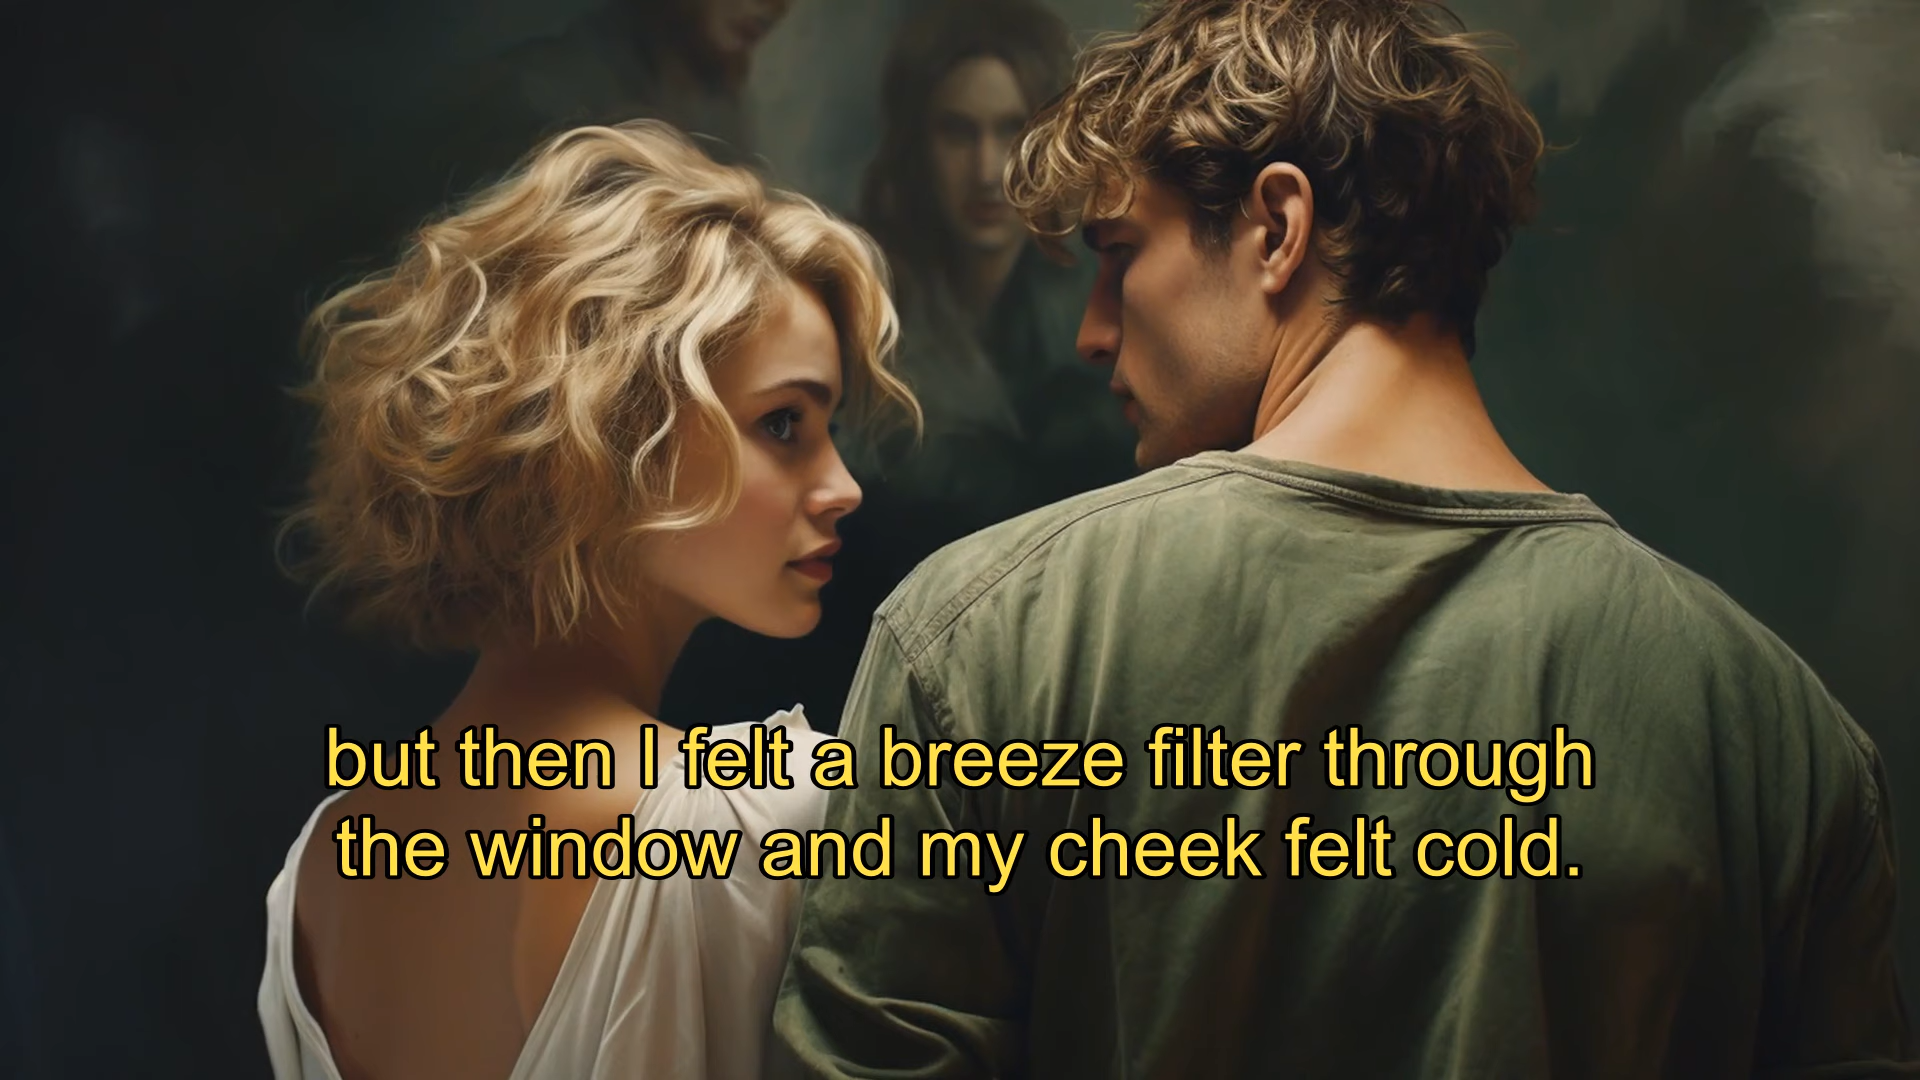 but then I felt a breeze filter through
the window and my cheek felt cold.